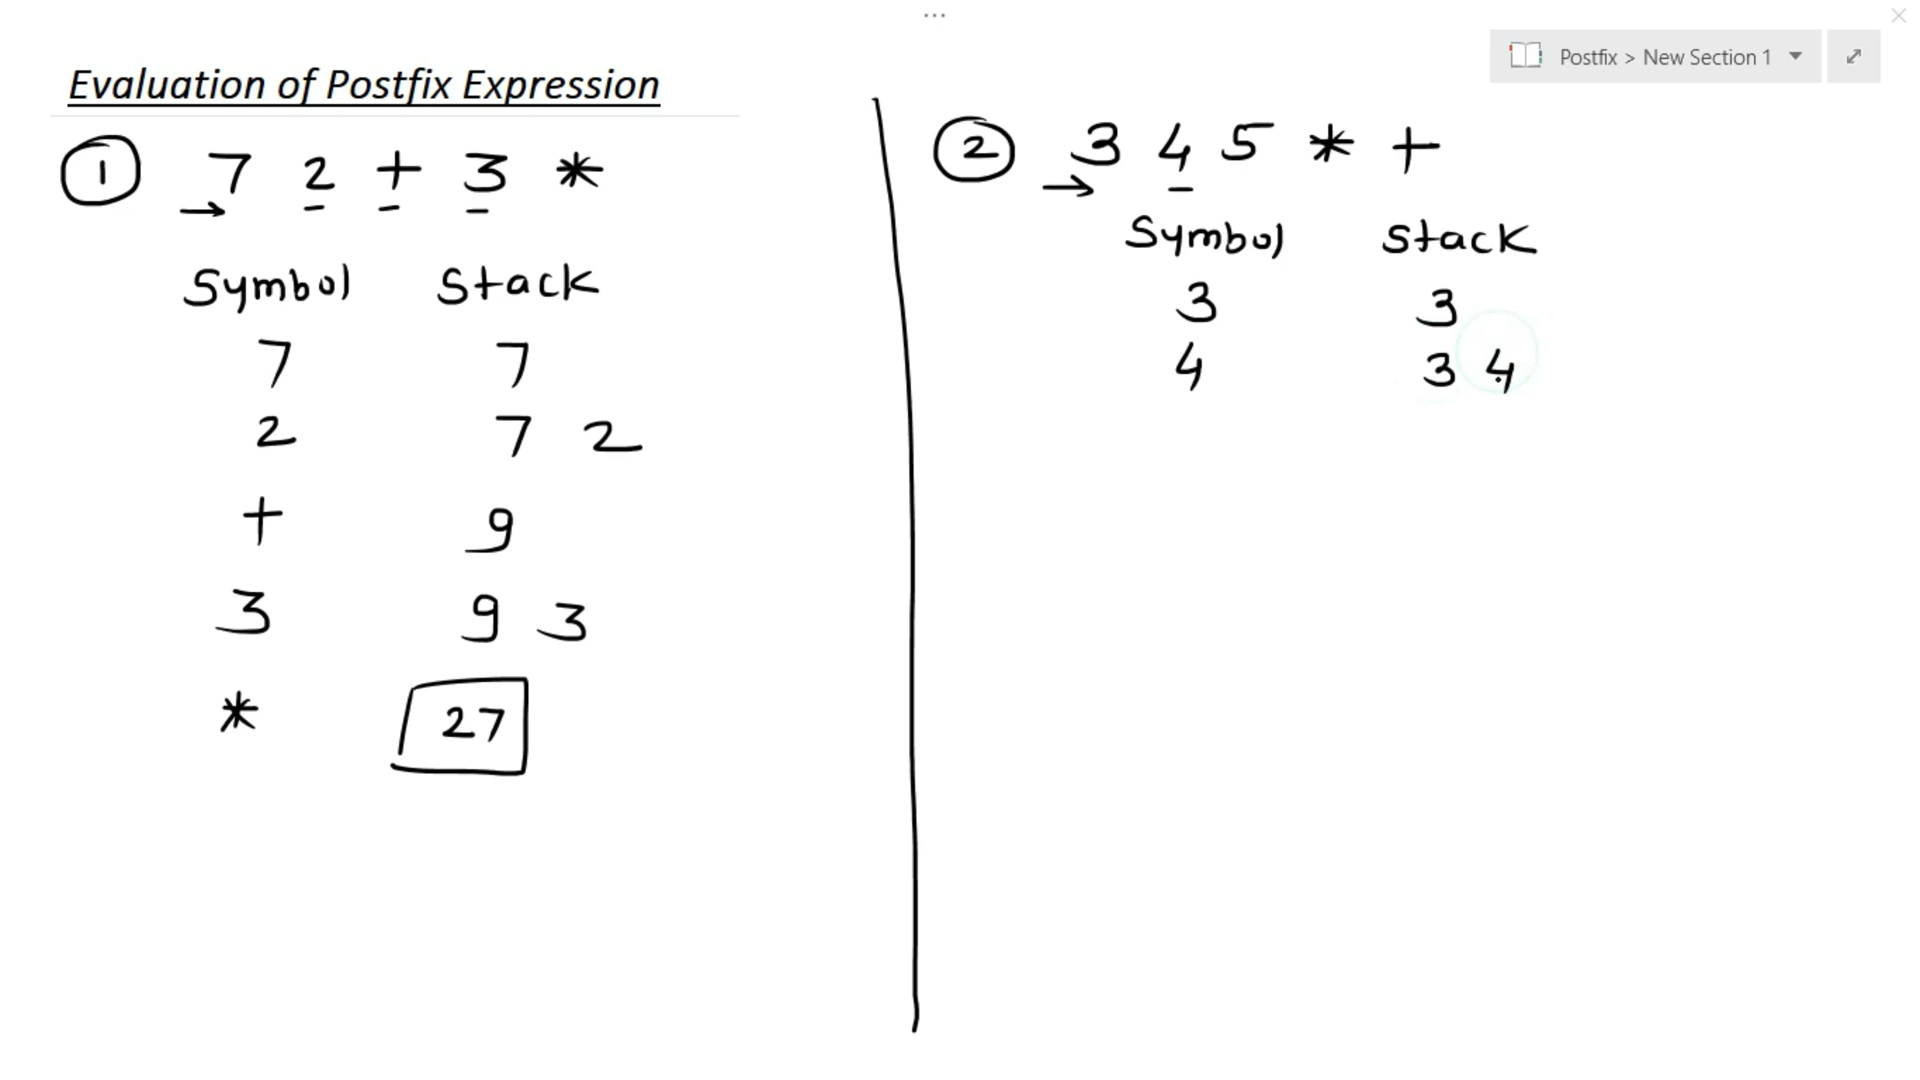 ...
Postfix > New Section 1
Evaluation of Postfix Expression
1 7 2 + 3 *
Symbol Stack
7 7
2 7 2
+ 9
3 9 3
* 27
2 3 4 5 * +
Symbol Stack
3 3
4 3 4